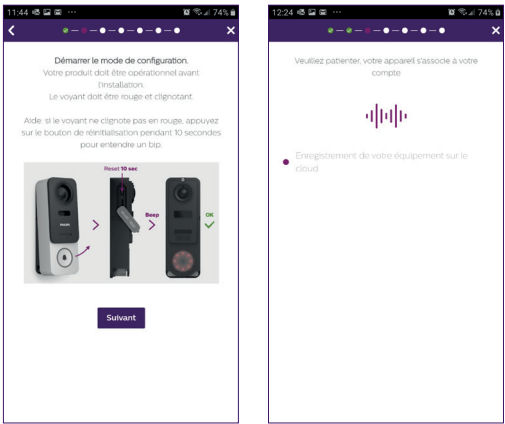 11:44
74%
Démarrer le mode de configuration.
Votre produit doit être opérationnel avant
l'installation.
Le voyant doit être rouge et clignotant.
Aide: si le voyant ne clignote pas en rouge, appuyez
sur le bouton de réinitialisation pendant 10 secondes
pour entendre un bip.
Reset 10 sec
PHILIPS
Beep
OK
Suivant
12:24
74%
Veuillez patienter, votre appareil s'associe à votre
compte
Enregistrement de votre équipement sur le
cloud